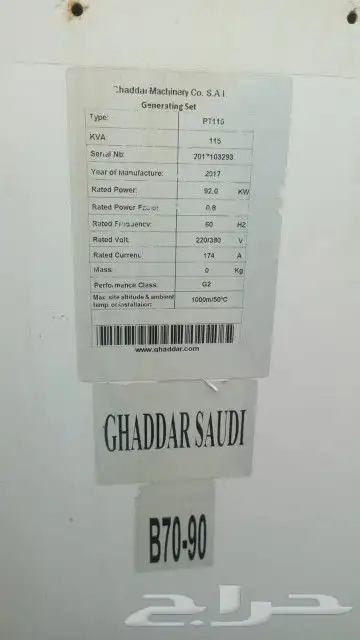 Ghaddar Machinery Co. S.A.L
Generating Set
Type: PT115
KVA 115
Serial Nb: 2017103293
Year of Manufacture: 2017
Rated Power: 92.0 KW
Rated Power Factor 0.8
Rated Frequency: 60 HZ
Rated Volt. 220/380 V
Rated Current. 174 A
Mass 0 Kg
Performance Class: G2
Max. site altitude & ambient 1000m/50°C
temp. of installation:
www.ghaddar.com
GHADDAR SAUDI
B70-90
حراج